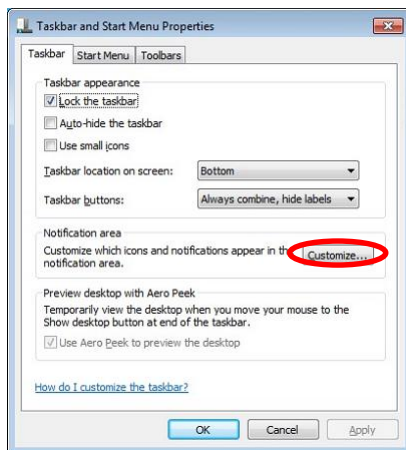 Taskbar and Start Menu Properties
Taskbar Start Menu Toolbars
Taskbar appearance
Lock the taskbar
Auto-hide the taskbar
Use small icons
Taskbar location on screen: Bottom
Taskbar buttons: Always combine, hide labels
Notification area
Customize which icons and notifications appear in the
notification area.
Customize...
Preview desktop with Aero Peek
Temporarily view the desktop when you move your mouse to the
Show desktop button at end of the taskbar.
Use Aero Peek to preview the desktop
How do I customize the taskbar?
OK Cancel Apply